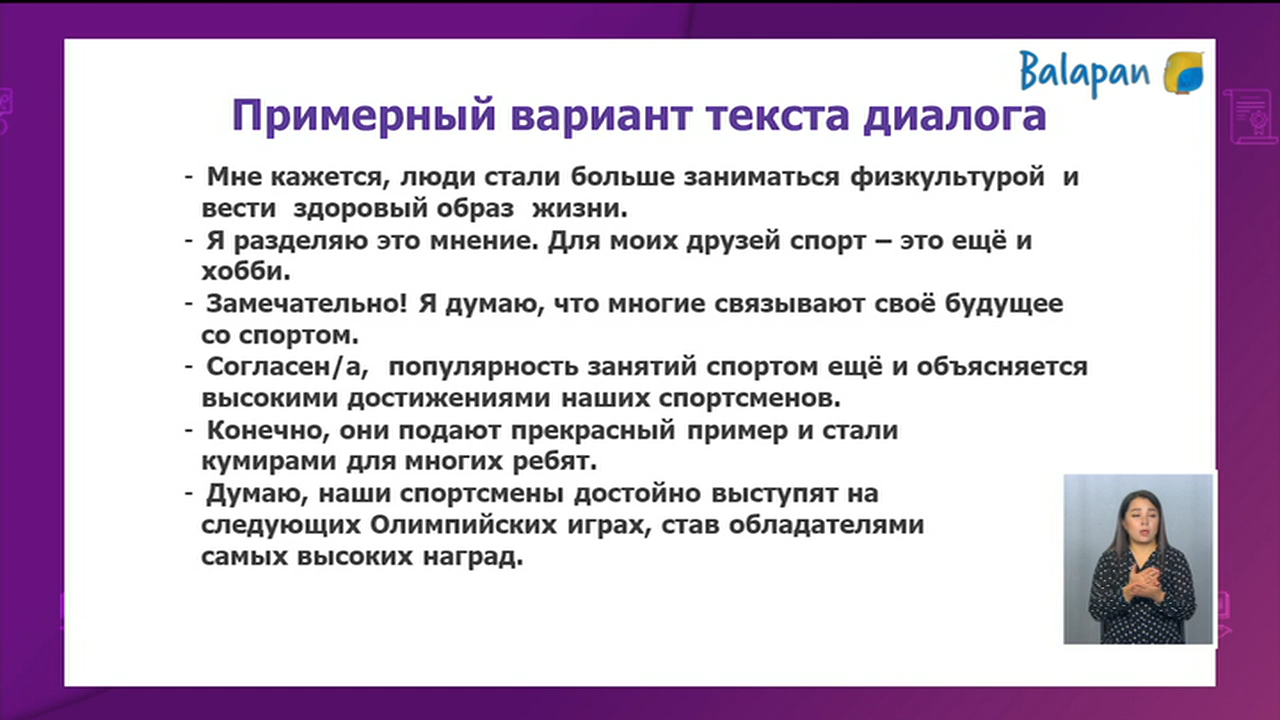 Balapan
Примерный вариант текста диалога
- Мне кажется, люди стали больше заниматься физкультурой и
вести здоровый образ жизни.
- Я разделяю это мнение. Для моих друзей спорт – это ещё и
хобби.
- Замечательно! Я думаю, что многие связывают своё будущее
со спортом.
- Согласен/а, популярность занятий спортом ещё и объясняется
высокими достижениями наших спортсменов.
- Конечно, они подают прекрасный пример и стали
кумирами для многих ребят.
- Думаю, наши спортсмены достойно выступят на
следующих Олимпийских играх, став обладателями
самых высоких наград.